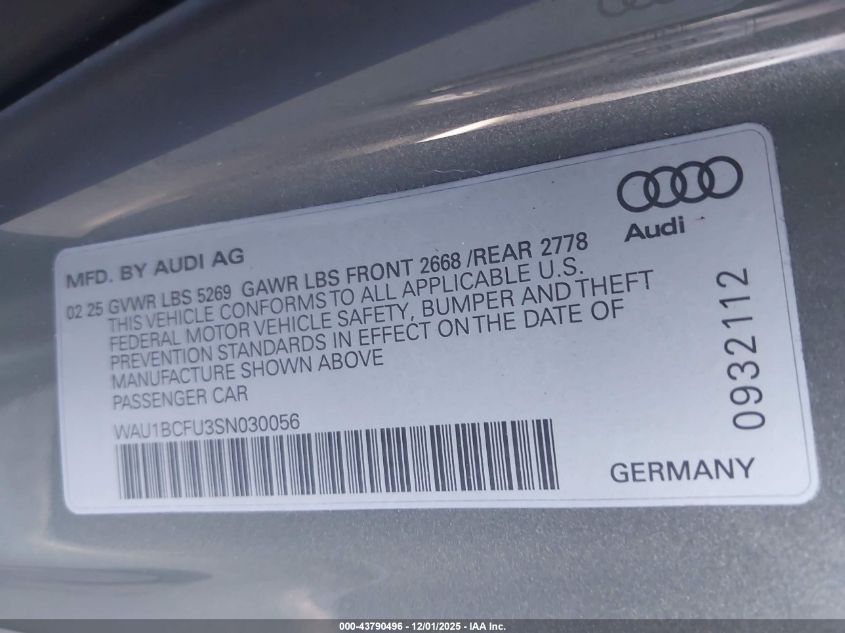 Audi
MFD. BY AUDI AG
02 25 GVWR LBS 5269 GAWR LBS FRONT 2668 /REAR 2778
THIS VEHICLE CONFORMS TO ALL APPLICABLE U.S.
FEDERAL MOTOR VEHICLE SAFETY, BUMPER AND THEFT
PREVENTION STANDARDS IN EFFECT ON THE DATE OF
MANUFACTURE SHOWN ABOVE
PASSENGER CAR
WAU1BCFU3SN030056
0932112
GERMANY
000-43790496 - 12/01/2025 - IAA Inc.